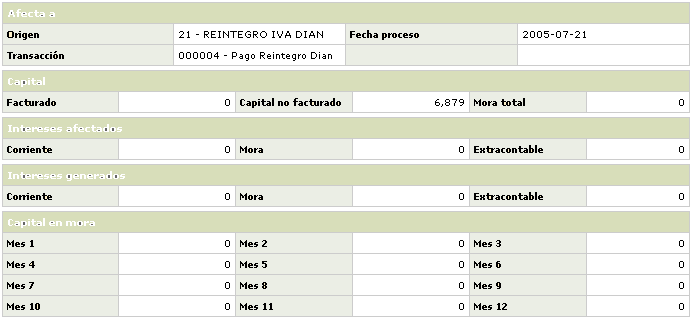 Afecta a
Origen 21 - REINTEGRO IVA DIAN Fecha proceso 2005-07-21
Transacción 000004 - Pago Reintegro Dian
Capital
Facturado 0 Capital no facturado 6,879 Mora total 0
Intereses afectados
Corriente 0 Mora 0 Extracontable 0
Intereses generados
Corriente 0 Mora 0 Extracontable 0
Capital en mora
Mes 1 0 Mes 2 0 Mes 3 0
Mes 4 0 Mes 5 0 Mes 6 0
Mes 7 0 Mes 8 0 Mes 9 0
Mes 10 0 Mes 11 0 Mes 12 0